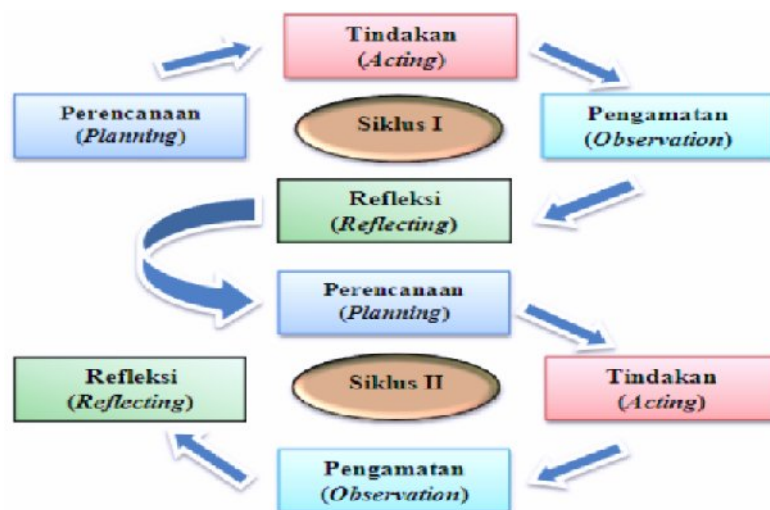 Tindakan
(Acting)
Perencanaan
(Planning)
Siklus I
Pengamatan
(Observation)
Refleksi
(Reflecting)
Perencanaan
(Planning)
Refleksi
(Reflecting)
Siklus II
Tindakan
(Acting)
Pengamatan
(Observation)